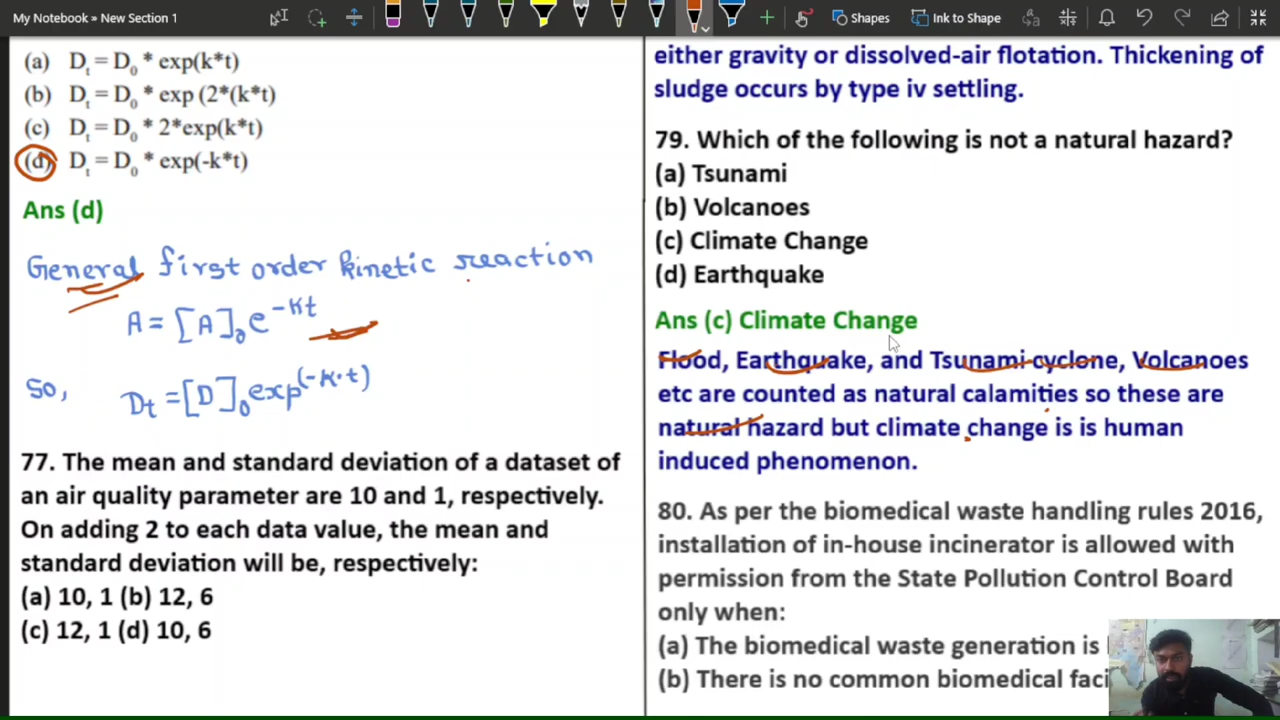 My Notebook » New Section 1
Shapes
Ink to Shape
(a) Dt = D0 * exp(k*t)
(b) Dt = D0 * exp (2*(k*t)
(c) Dt = D0 * 2*exp(k*t)
(d) Dt = D0 * exp(-k*t)
Ans (d)
General first order kinetic reaction
A = [A]0 e^-Kt
So,
Dt = [D]0 exp^(-K·t)
77. The mean and standard deviation of a dataset of
an air quality parameter are 10 and 1, respectively.
On adding 2 to each data value, the mean and
standard deviation will be, respectively:
(a) 10, 1 (b) 12, 6
(c) 12, 1 (d) 10, 6
either gravity or dissolved-air flotation. Thickening of
sludge occurs by type iv settling.
79. Which of the following is not a natural hazard?
(a) Tsunami
(b) Volcanoes
(c) Climate Change
(d) Earthquake
Ans (c) Climate Change
Flood, Earthquake, and Tsunami cyclone, Volcanoes
etc are counted as natural calamities so these are
natural hazard but climate change is is human
induced phenomenon.
80. As per the biomedical waste handling rules 2016,
installation of in-house incinerator is allowed with
permission from the State Pollution Control Board
only when:
(a) The biomedical waste generation is
(b) There is no common biomedical faci